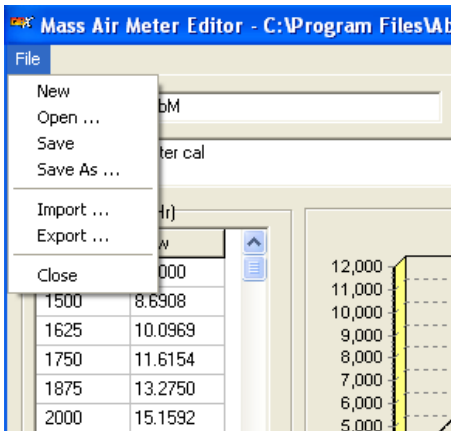 Mass Air Meter Editor - C:\Program Files\Ab
File
New
Open ...
Save
Save As ...
Import ...
Export ...
Close
bM
ter cal
Hr)
w
000
1500 8.6908
1625 10.0969
1750 11.6154
1875 13.2750
2000 15.1592
12,000
11,000
10,000
9,000
8,000
7,000
6,000
5,000